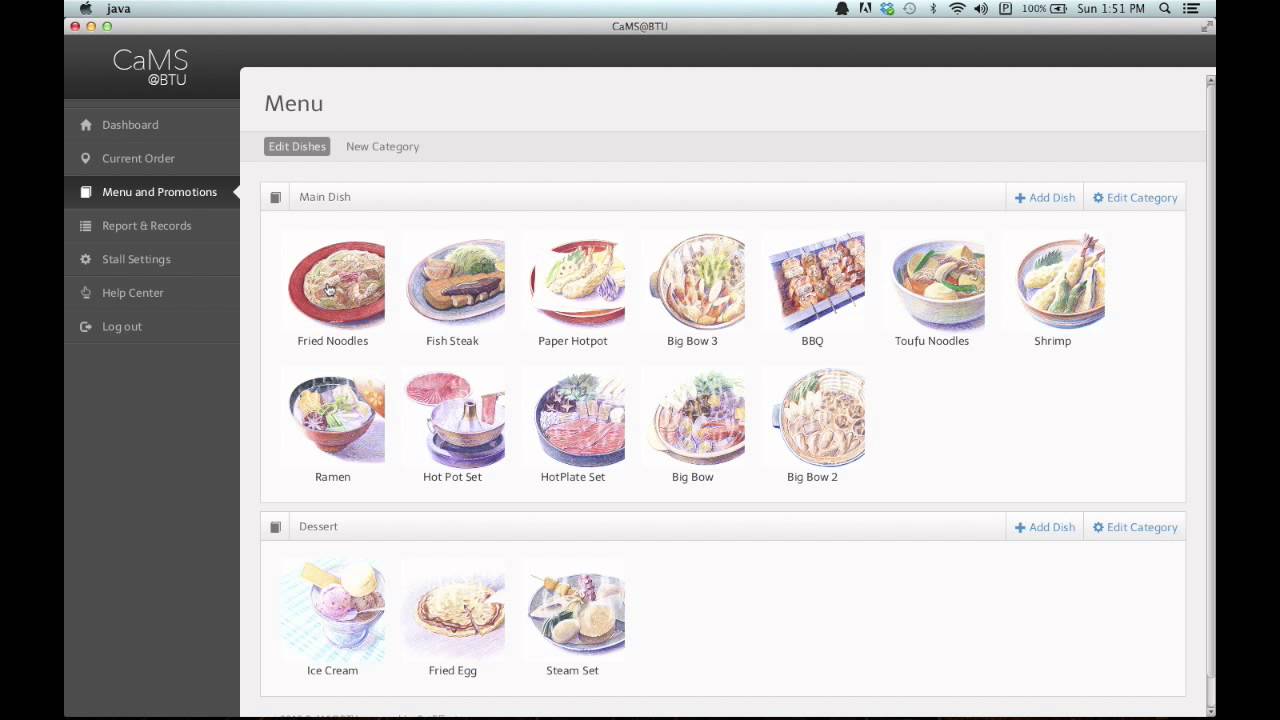 java
100%
Sun 1:51 PM
CaMS@BTU
CaMS
@BTU
Dashboard
Current Order
Menu and Promotions
Report & Records
Stall Settings
Help Center
Log out
Menu
Edit Dishes
New Category
Main Dish
Add Dish
Edit Category
Fried Noodles
Fish Steak
Paper Hotpot
Big Bow 3
BBQ
Toufu Noodles
Shrimp
Ramen
Hot Pot Set
HotPlate Set
Big Bow
Big Bow 2
Dessert
Add Dish
Edit Category
Ice Cream
Fried Egg
Steam Set